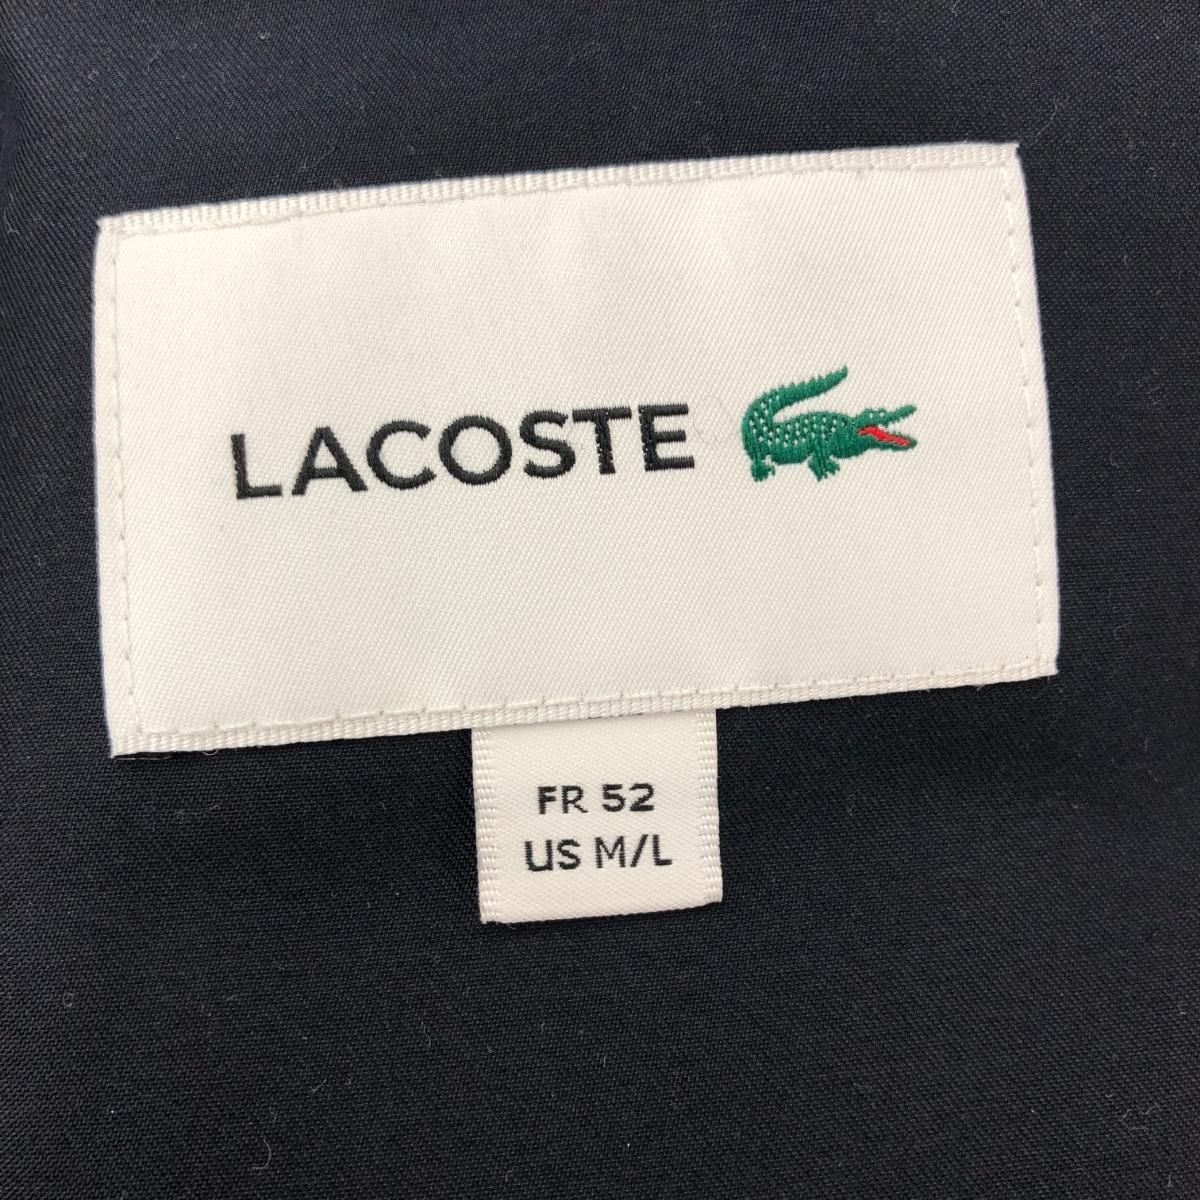 LACOSTE
FR 52
US M/L